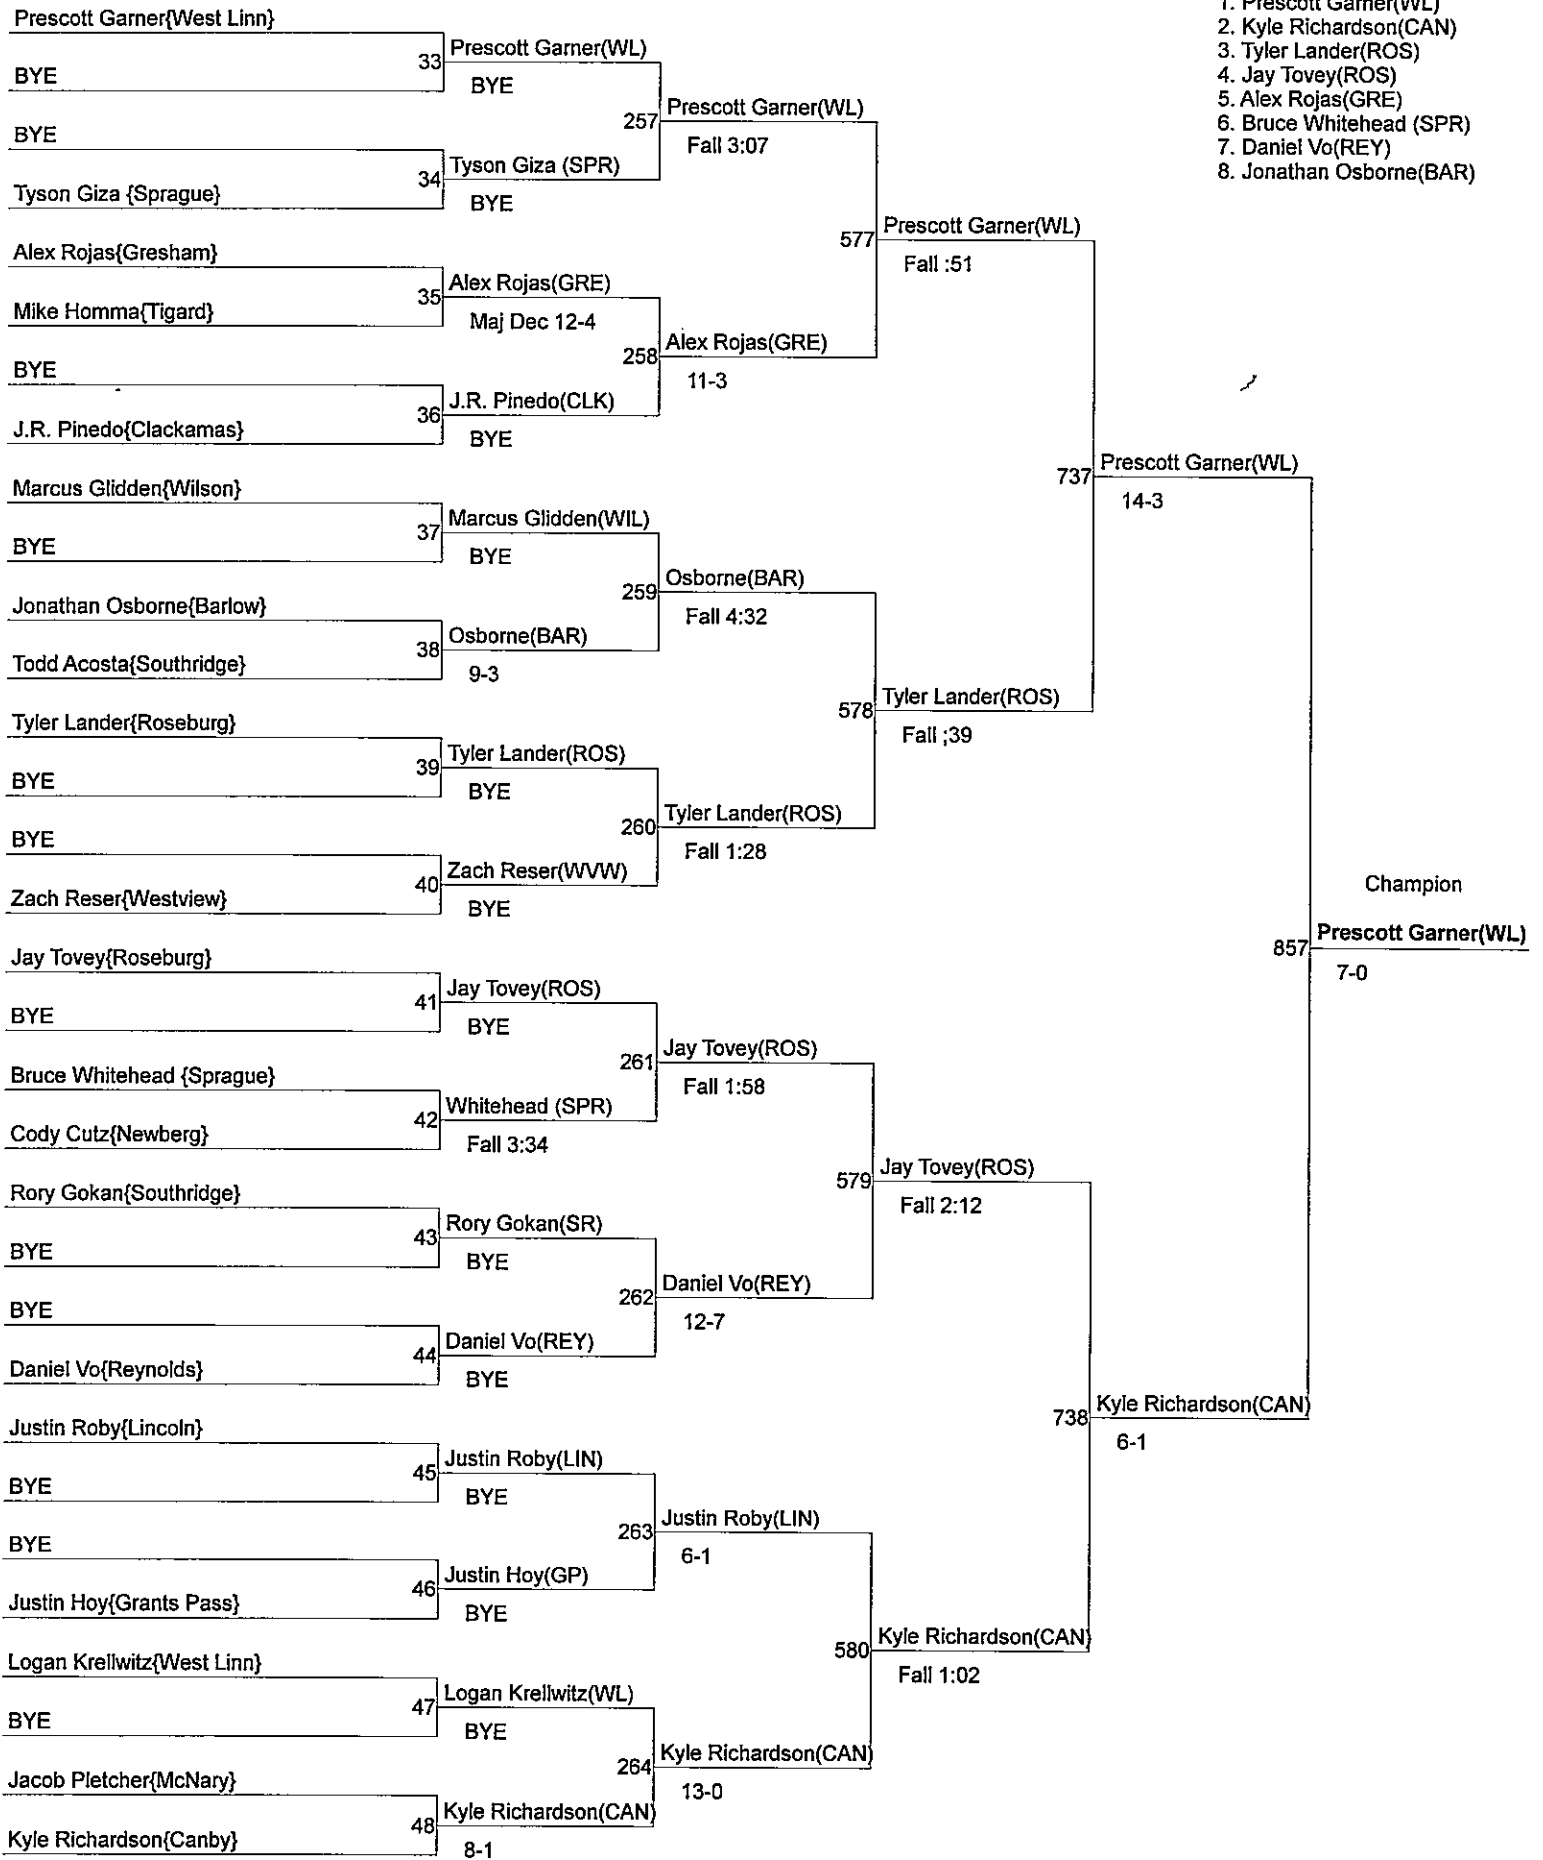 1. Prescott Garner(WL)
2. Kyle Richardson(CAN)
3. Tyler Lander(ROS)
4. Jay Tovey(ROS)
5. Alex Rojas(GRE)
6. Bruce Whitehead (SPR)
7. Daniel Vo(REY)
8. Jonathan Osborne(BAR)
Prescott Garner{West Linn}
BYE
BYE
Tyson Giza {Sprague}
Alex Rojas{Gresham}
Mike Homma{Tigard}
BYE
J.R. Pinedo{Clackamas}
Marcus Glidden{Wilson}
BYE
Jonathan Osborne{Barlow}
Todd Acosta{Southridge}
Tyler Lander{Roseburg}
BYE
BYE
Zach Reser{Westview}
Jay Tovey{Roseburg}
BYE
Bruce Whitehead {Sprague}
Cody Cutz{Newberg}
Rory Gokan{Southridge}
BYE
BYE
Daniel Vo{Reynolds}
Justin Roby{Lincoln}
BYE
BYE
Justin Hoy{Grants Pass}
Logan Krellwitz{West Linn}
BYE
Jacob Pletcher{McNary}
Kyle Richardson{Canby}
33 Prescott Garner(WL)
BYE
34 Tyson Giza (SPR)
BYE
35 Alex Rojas(GRE)
Maj Dec 12-4
36 J.R. Pinedo(CLK)
BYE
37 Marcus Glidden(WIL)
BYE
38 Osborne(BAR)
9-3
39 Tyler Lander(ROS)
BYE
40 Zach Reser(WVW)
BYE
41 Jay Tovey(ROS)
BYE
42 Whitehead (SPR)
Fall 3:34
43 Rory Gokan(SR)
BYE
44 Daniel Vo(REY)
BYE
45 Justin Roby(LIN)
BYE
46 Justin Hoy(GP)
BYE
47 Logan Krellwitz(WL)
BYE
48 Kyle Richardson(CAN)
8-1
257 Prescott Garner(WL)
Fall 3:07
258 Alex Rojas(GRE)
11-3
259 Osborne(BAR)
Fall 4:32
260 Tyler Lander(ROS)
Fall 1:28
261 Jay Tovey(ROS)
Fall 1:58
262 Daniel Vo(REY)
12-7
263 Justin Roby(LIN)
6-1
264 Kyle Richardson(CAN)
13-0
577 Prescott Garner(WL)
Fall :51
578 Tyler Lander(ROS)
Fall ;39
579 Jay Tovey(ROS)
Fall 2:12
580 Kyle Richardson(CAN)
Fall 1:02
737 Prescott Garner(WL)
14-3
738 Kyle Richardson(CAN)
6-1
Champion
857 Prescott Garner(WL)
7-0